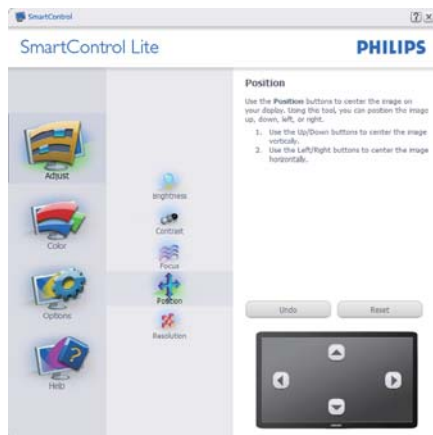 SmartControl
SmartControl Lite
PHILIPS
Adjust
Color
Options
Help
Brightness
Contrast
Focus
Position
Resolution
Position
Use the Position buttons to center the image on
your display. Using the tool, you can position the image
up, down, left, or right.
1. Use the Up/Down buttons to center the image
vertically.
2. Use the Left/Right buttons to center the image
horizontally.
Undo
Reset